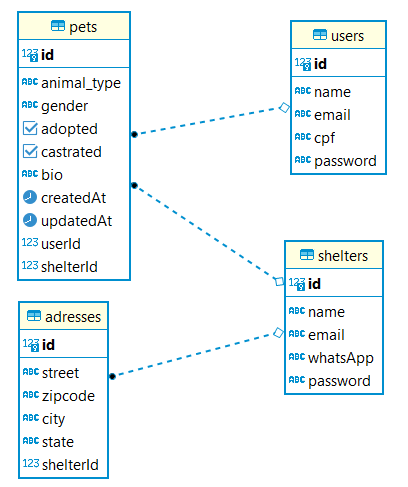 pets
123 id
ABC animal_type
ABC gender
adopted
castrated
ABC bio
createdAt
updatedAt
123 userId
123 shelterId
users
123 id
ABC name
ABC email
ABC cpf
ABC password
shelters
123 id
ABC name
ABC email
ABC whatsApp
ABC password
adresses
123 id
ABC street
ABC zipcode
ABC city
ABC state
123 shelterId